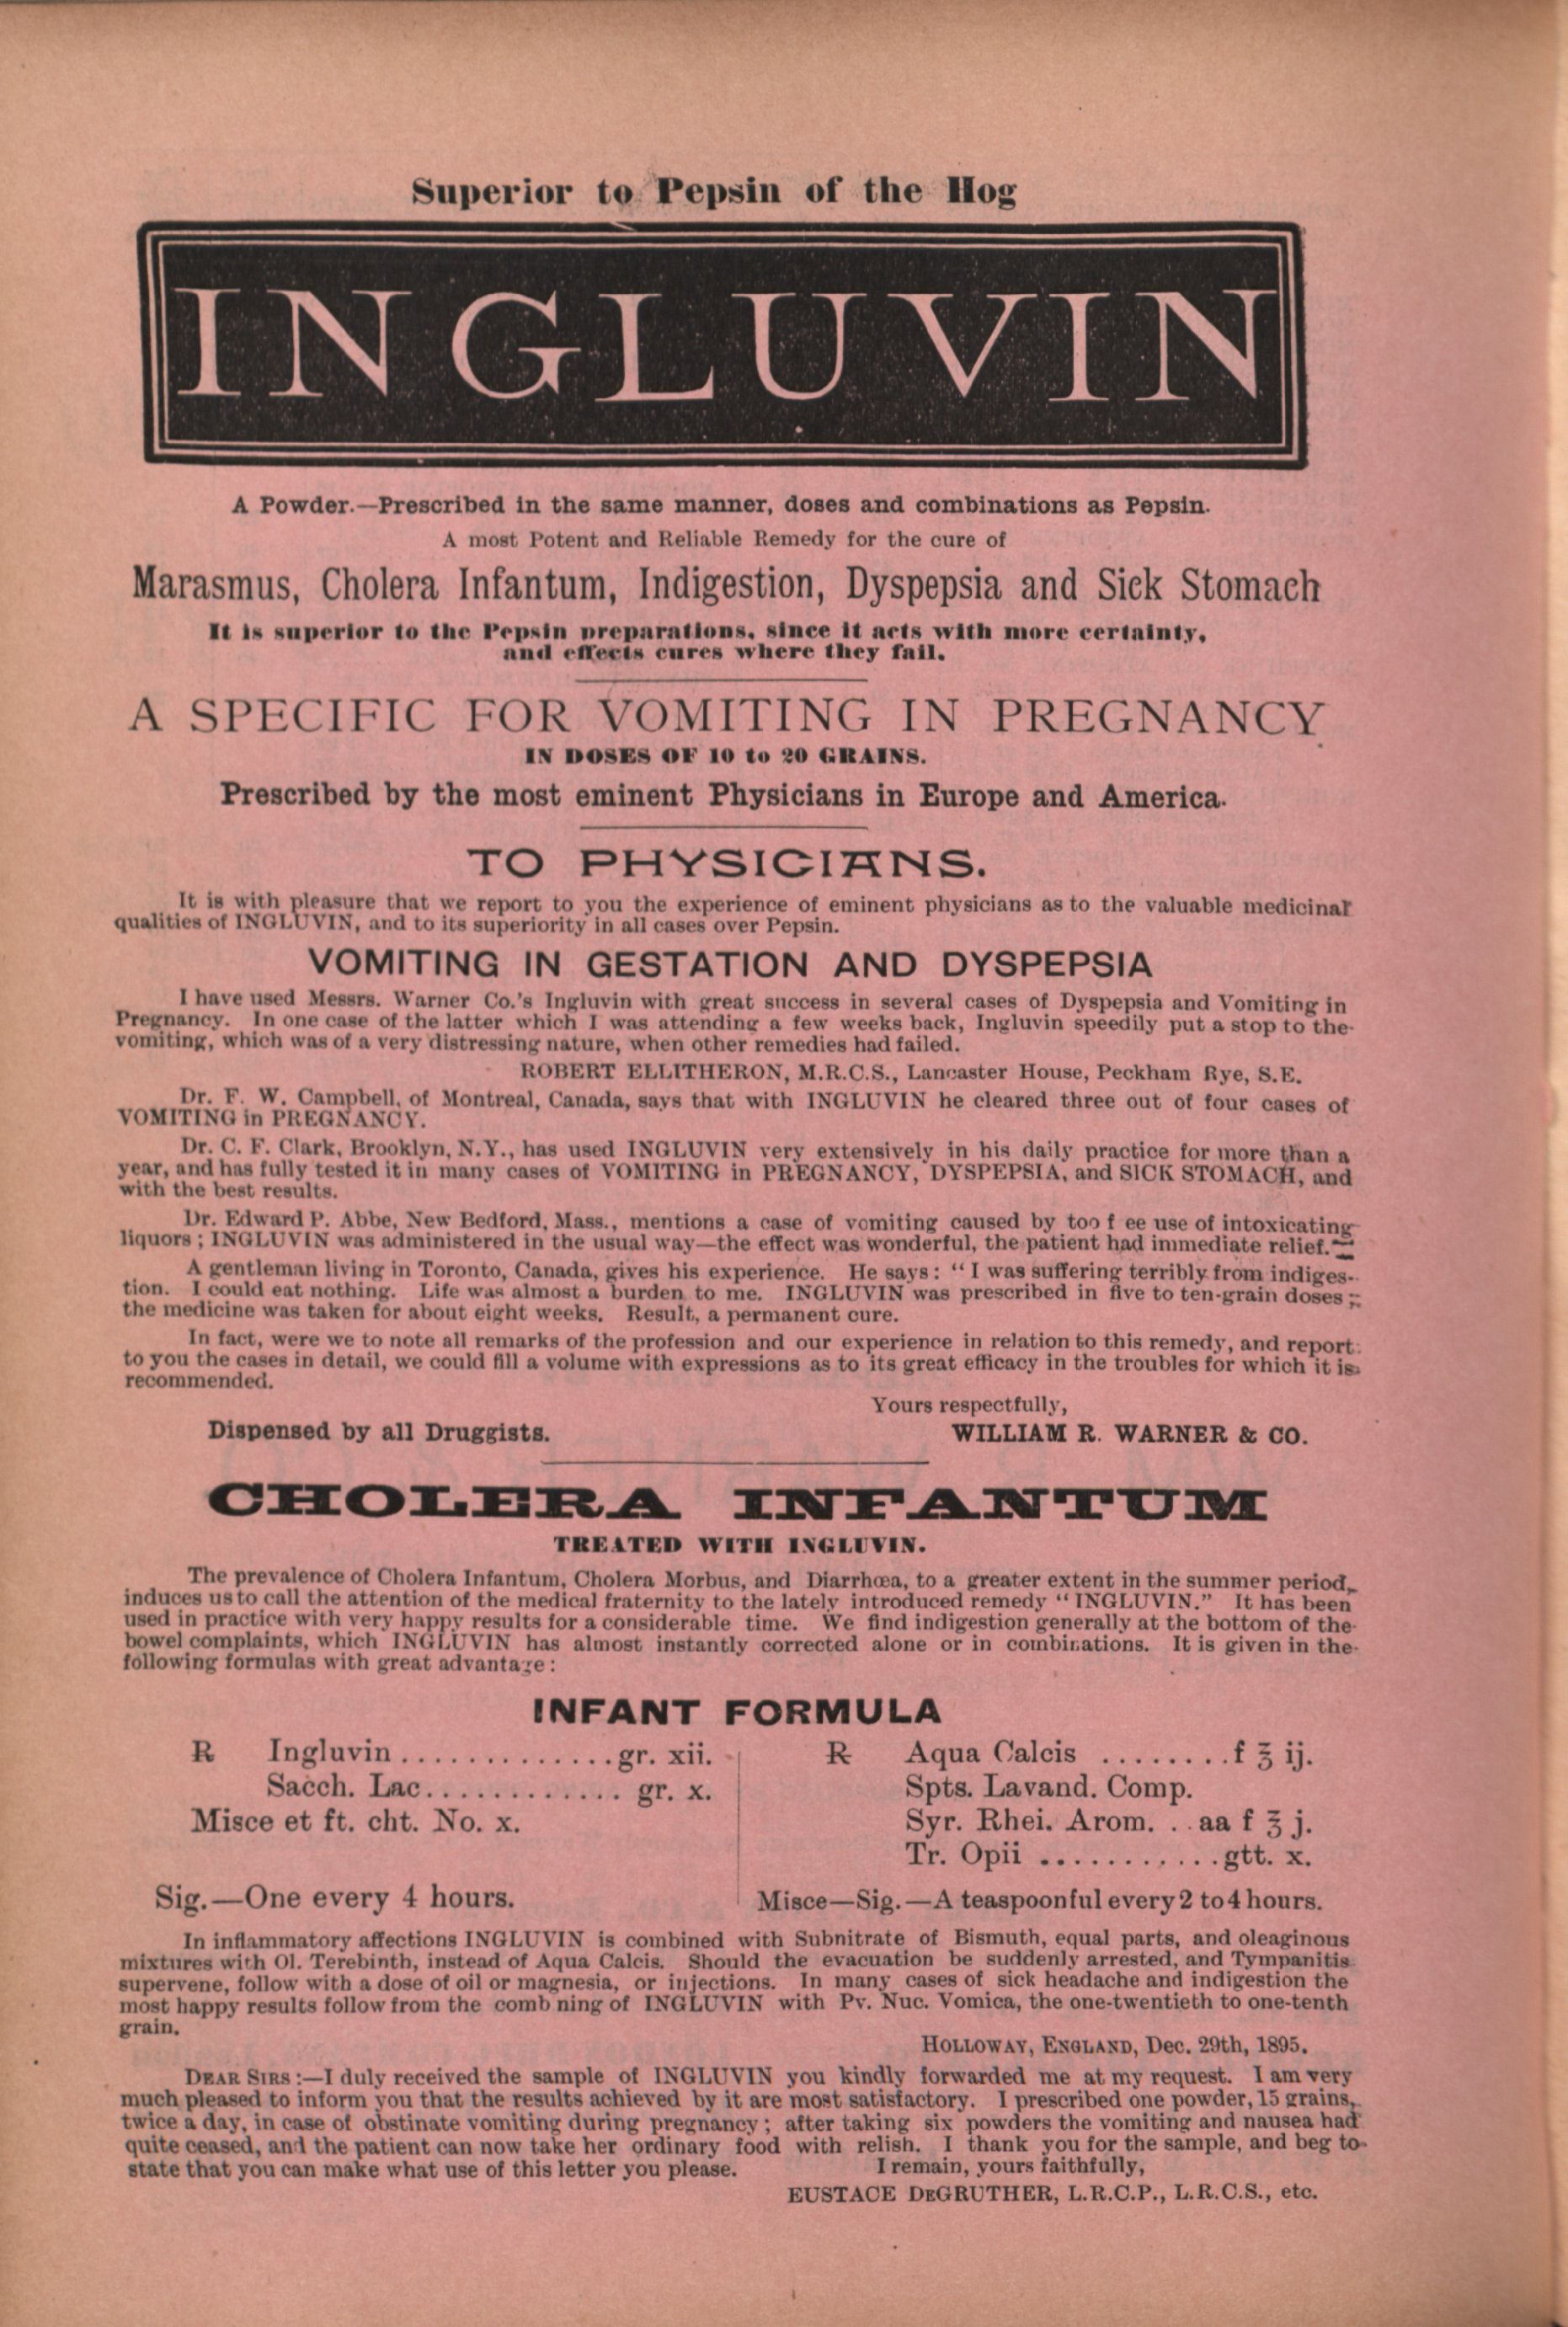 Superior to Pepsin of the Hog
INGLUVIN
A Powder.—Prescribed in the same manner, doses and combinations as Pepsin.
A most Potent and Reliable Remedy for the cure of
Marasmus, Cholera Infantum, Indigestion, Dyspepsia and Sick Stomach
It is superior to the Pepsin preparations, since it acts with more certainty,
and effects cures where they fail.
A SPECIFIC FOR VOMITING IN PREGNANCY
IN DOSES OF 10 to 20 GRAINS.
Prescribed by the most eminent Physicians in Europe and America.
TO PHYSICIANS.
It is with pleasure that we report to you the experience of eminent physicians as to the valuable medicinal
qualities of INGLUVIN, and to its superiority in all cases over Pepsin.
VOMITING IN GESTATION AND DYSPEPSIA
I have used Messrs. Warner Co.'s Ingluvin with great success in several cases of Dyspepsia and Vomiting in
Pregnancy. In one case of the latter which I was attending a few weeks back, Ingluvin speedily put a stop to the
vomiting, which was of a very distressing nature, when other remedies had failed.
ROBERT ELLITHERON, M.R.C.S., Lancaster House, Peckham Rye, S.E.
Dr. F. W. Campbell, of Montreal, Canada, says that with INGLUVIN he cleared three out of four cases of
VOMITING in PREGNANCY.
Dr. C. F. Clark, Brooklyn, N.Y., has used INGLUVIN very extensively in his daily practice for more than a
year, and has fully tested it in many cases of VOMITING in PREGNANCY, DYSPEPSIA, and SICK STOMACH, and
with the best results.
Dr. Edward P. Abbe, New Bedford, Mass., mentions a case of vomiting caused by too f ee use of intoxicating
liquors ; INGLUVIN was administered in the usual way—the effect was wonderful, the patient had immediate relief.
A gentleman living in Toronto, Canada, gives his experience. He says: "I was suffering terribly from indiges-
tion. I could eat nothing. Life was almost a burden to me. INGLUVIN was prescribed in five to ten-grain doses ;
the medicine was taken for about eight weeks. Result, a permanent cure.
In fact, were we to note all remarks of the profession and our experience in relation to this remedy, and report
to you the cases in detail, we could fill a volume with expressions as to its great efficacy in the troubles for which it is
recommended.
Yours respectfully,
Dispensed by all Druggists. WILLIAM R. WARNER & CO.
CHOLERA INFANTUM
TREATED WITH INGLUVIN.
The prevalence of Cholera Infantum, Cholera Morbus, and Diarrhœa, to a greater extent in the summer period,
induces us to call the attention of the medical fraternity to the lately introduced remedy "INGLUVIN." It has been
used in practice with very happy results for a considerable time. We find indigestion generally at the bottom of the
bowel complaints, which INGLUVIN has almost instantly corrected alone or in combinations. It is given in the
following formulas with great advantage:
INFANT FORMULA
℞ Ingluvin.............gr. xii.
Sacch. Lac............ gr. x.
Misce et ft. cht. No. x.
Sig.—One every 4 hours.
℞ Aqua Calcis ........f ʒ ij.
Spts. Lavand. Comp.
Syr. Rhei. Arom. ..aa f ʒ j.
Tr. Opii ............gtt. x.
Misce—Sig.—A teaspoonful every 2 to 4 hours.
In inflammatory affections INGLUVIN is combined with Subnitrate of Bismuth, equal parts, and oleaginous
mixtures with Ol. Terebinth, instead of Aqua Calcis. Should the evacuation be suddenly arrested, and Tympanitis
supervene, follow with a dose of oil or magnesia, or injections. In many cases of sick headache and indigestion the
most happy results follow from the comb ning of INGLUVIN with Pv. Nuc. Vomica, the one-twentieth to one-tenth
grain.
HOLLOWAY, ENGLAND, Dec. 29th, 1895.
DEAR SIRS :—I duly received the sample of INGLUVIN you kindly forwarded me at my request. I am very
much pleased to inform you that the results achieved by it are most satisfactory. I prescribed one powder, 15 grains,
twice a day, in case of obstinate vomiting during pregnancy ; after taking six powders the vomiting and nausea had
quite ceased, and the patient can now take her ordinary food with relish. I thank you for the sample, and beg to
state that you can make what use of this letter you please. I remain, yours faithfully,
EUSTACE DEGRUTHER, L.R.C.P., L.R.C.S., etc.